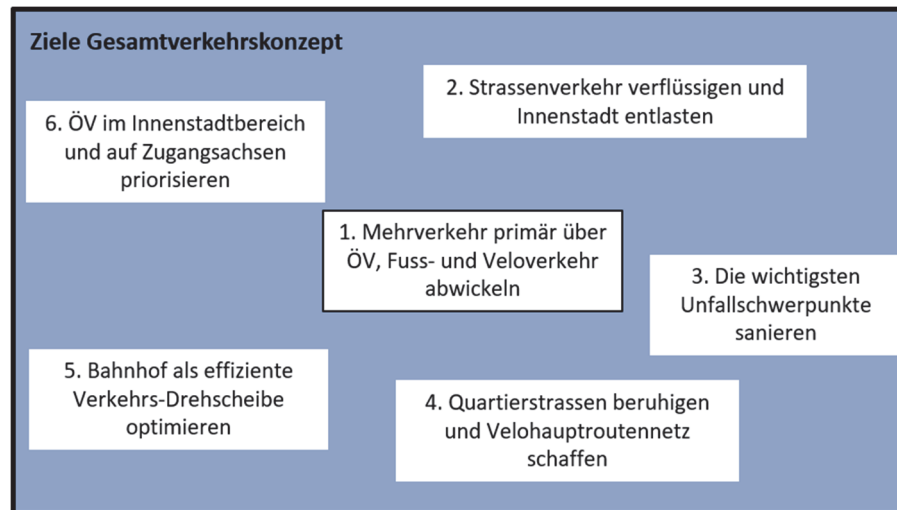 Ziele Gesamtverkehrskonzept
2. Strassenverkehr verflüssigen und
Innenstadt entlasten
6. ÖV im Innenstadtbereich
und auf Zugangsachsen
priorisieren
1. Mehrverkehr primär über
ÖV, Fuss- und Veloverkehr
abwickeln
3. Die wichtigsten
Unfallschwerpunkte
sanieren
5. Bahnhof als effiziente
Verkehrs-Drehscheibe
optimieren
4. Quartierstrassen beruhigen
und Velohauptroutennetz
schaffen